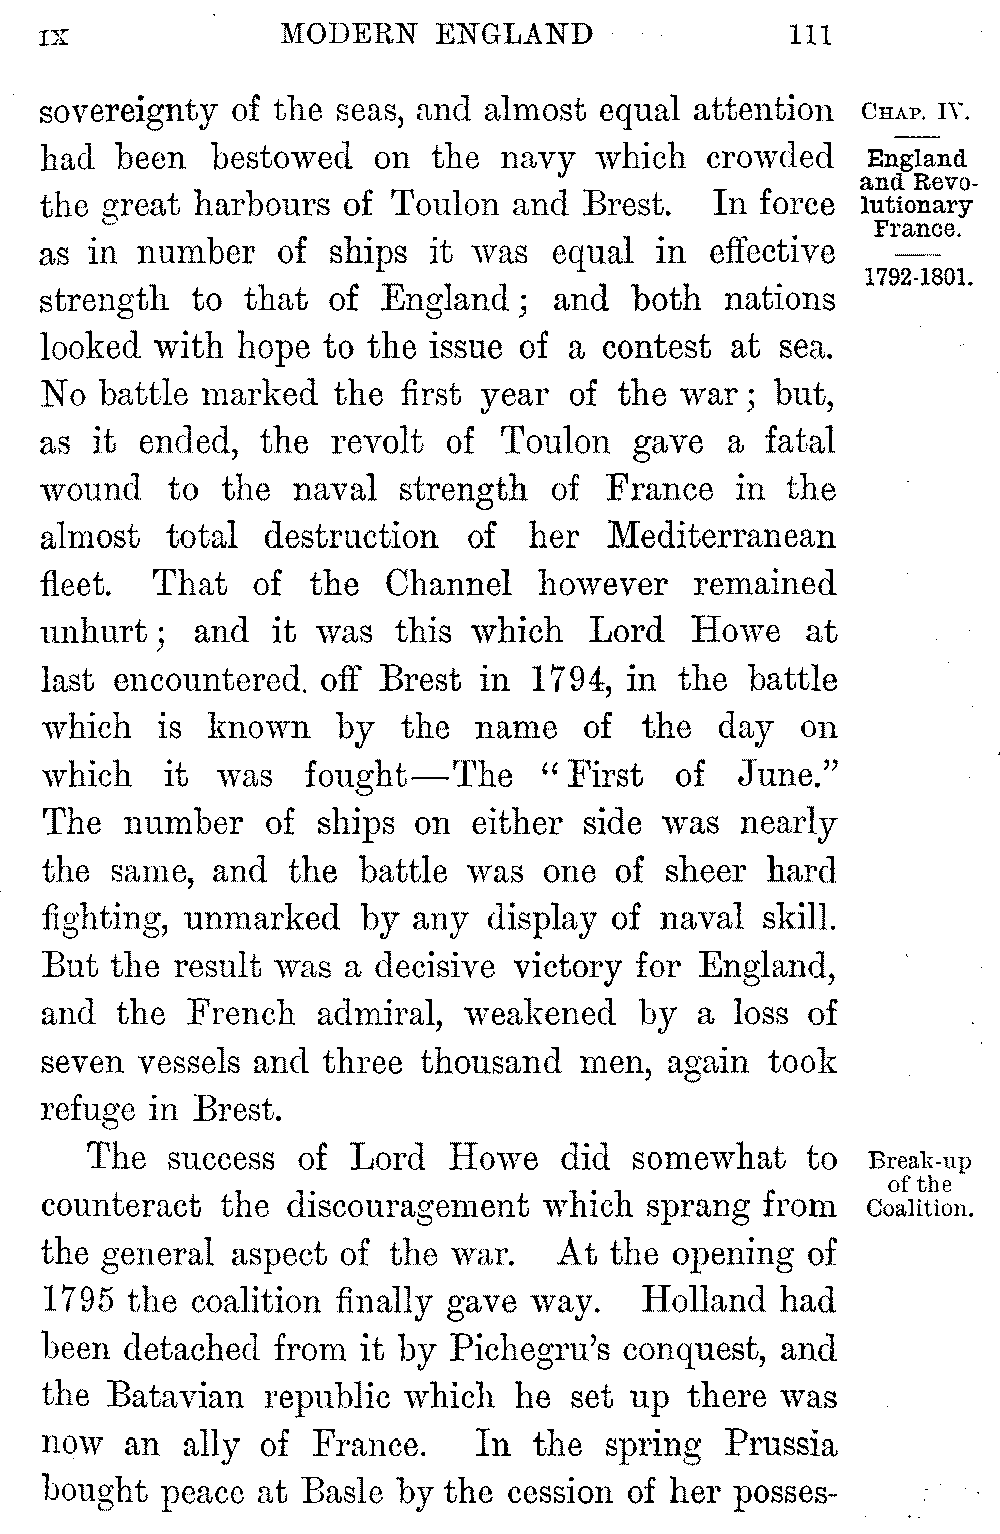 IX MODERN ENGLAND 111
sovereignty of the seas, and almost equal attention
had been bestowed on the navy which crowded
the great harbours of Toulon and Brest. In force
as in number of ships it was equal in effective
strength to that of England; and both nations
looked with hope to the issue of a contest at sea.
No battle marked the first year of the war; but,
as it ended, the revolt of Toulon gave a fatal
wound to the naval strength of France in the
almost total destruction of her Mediterranean
fleet. That of the Channel however remained
unhurt; and it was this which Lord Howe at
last encountered. off Brest in 1794, in the battle
which is known by the name of the day on
which it was fought—The "First of June."
The number of ships on either side was nearly
the same, and the battle was one of sheer hard
fighting, unmarked by any display of naval skill.
But the result was a decisive victory for England,
and the French admiral, weakened by a loss of
seven vessels and three thousand men, again took
refuge in Brest.
The success of Lord Howe did somewhat to
counteract the discouragement which sprang from
the general aspect of the war. At the opening of
1795 the coalition finally gave way. Holland had
been detached from it by Pichegru's conquest, and
the Batavian republic which he set up there was
now an ally of France. In the spring Prussia
bought peace at Basle by the cession of her posses-
CHAP. IV.
England
and Revo-
lutionary
France.
1792-1801.
Break-up
of the
Coalition.